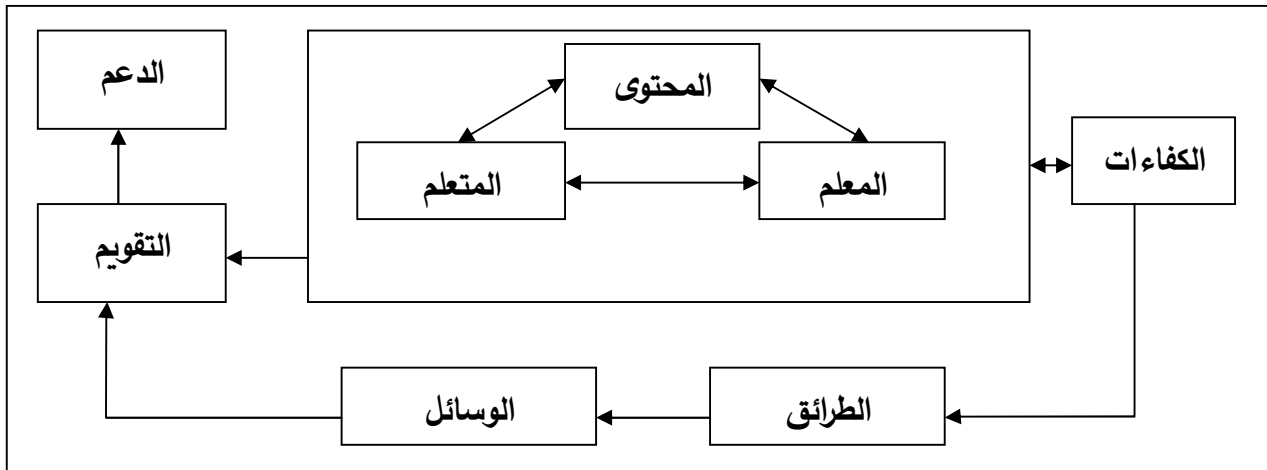 الدعم
المحتوى
الكفاءات
المعلم
المتعلم
التقويم
الطرائق
الوسائل